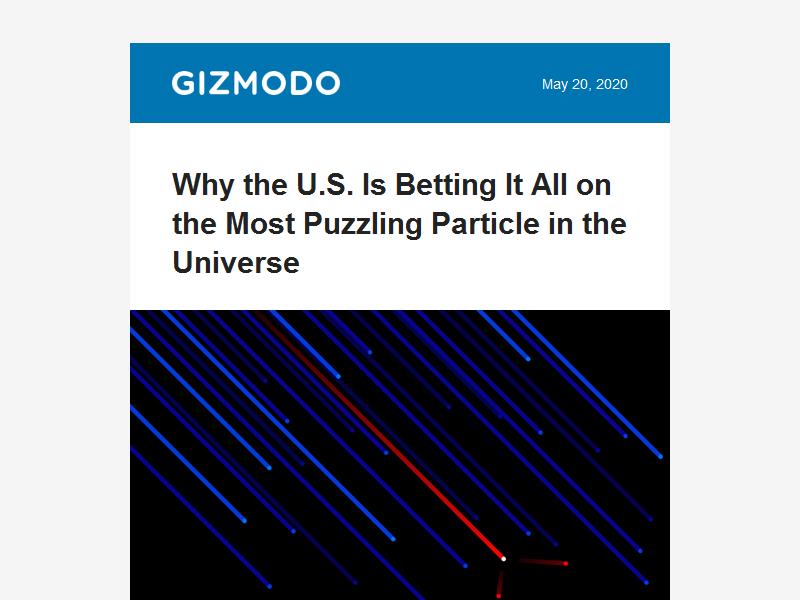 GIZMODO
May 20, 2020
Why the U.S. Is Betting It All on
the Most Puzzling Particle in the
Universe